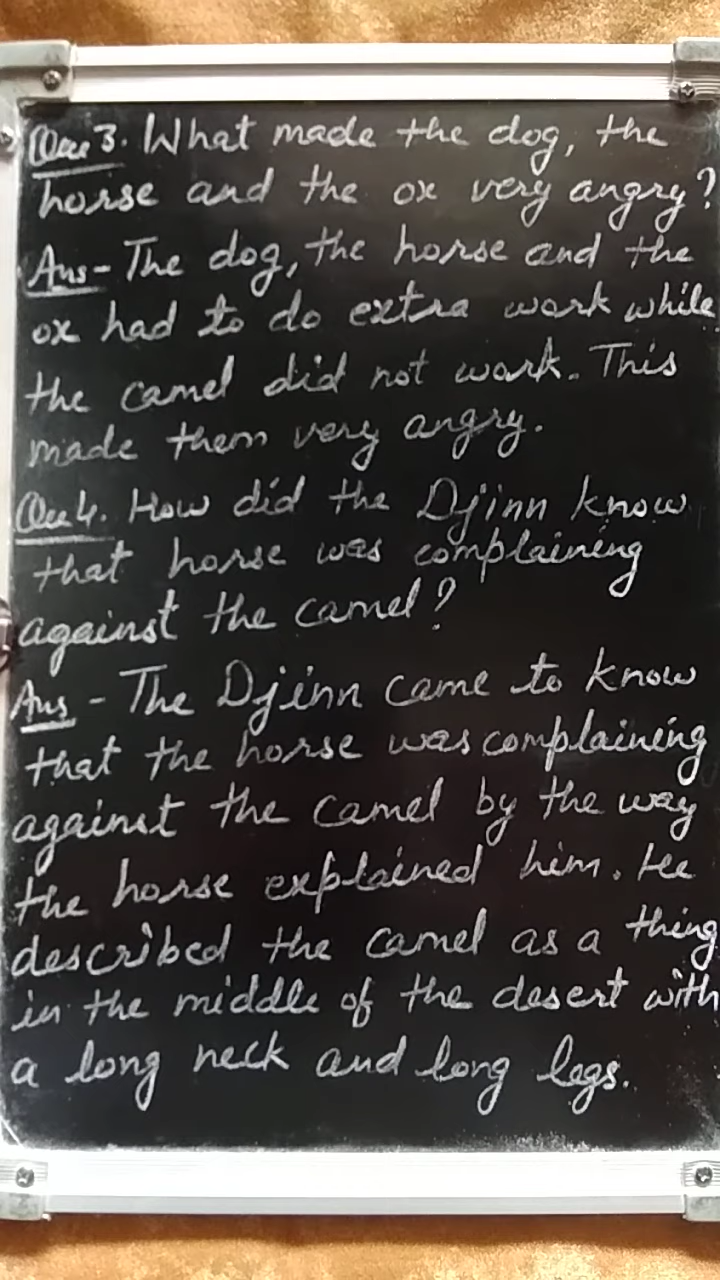 Que 3. What made the dog, the
horse and the ox very angry?
Ans- The dog, the horse and the
ox had to do extra work while
the camel did not work. This
made them very angry.
Que 4. How did the Djinn know
that horse was complaining
against the camel?
Ans - The Djinn came to know
that the horse was complaining
against the camel by the way
the horse explained him. He
described the camel as a thing
in the middle of the desert with
a long neck and long legs.